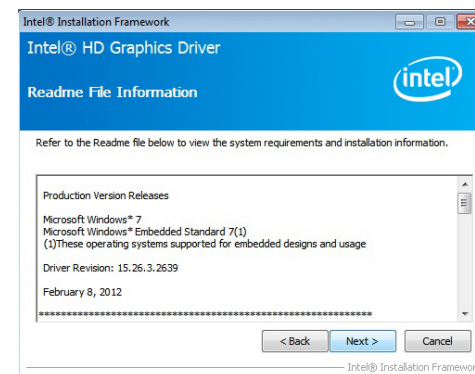 Intel® Installation Framework
Intel® HD Graphics Driver
Readme File Information
intel
Refer to the Readme file below to view the system requirements and installation information.
Production Version Releases
Microsoft Windows* 7
Microsoft Windows* Embedded Standard 7(1)
(1)These operating systems supported for embedded designs and usage
Driver Revision: 15.26.3.2639
February 8, 2012
************************************************************
< Back Next > Cancel
Intel® Installation Framewor